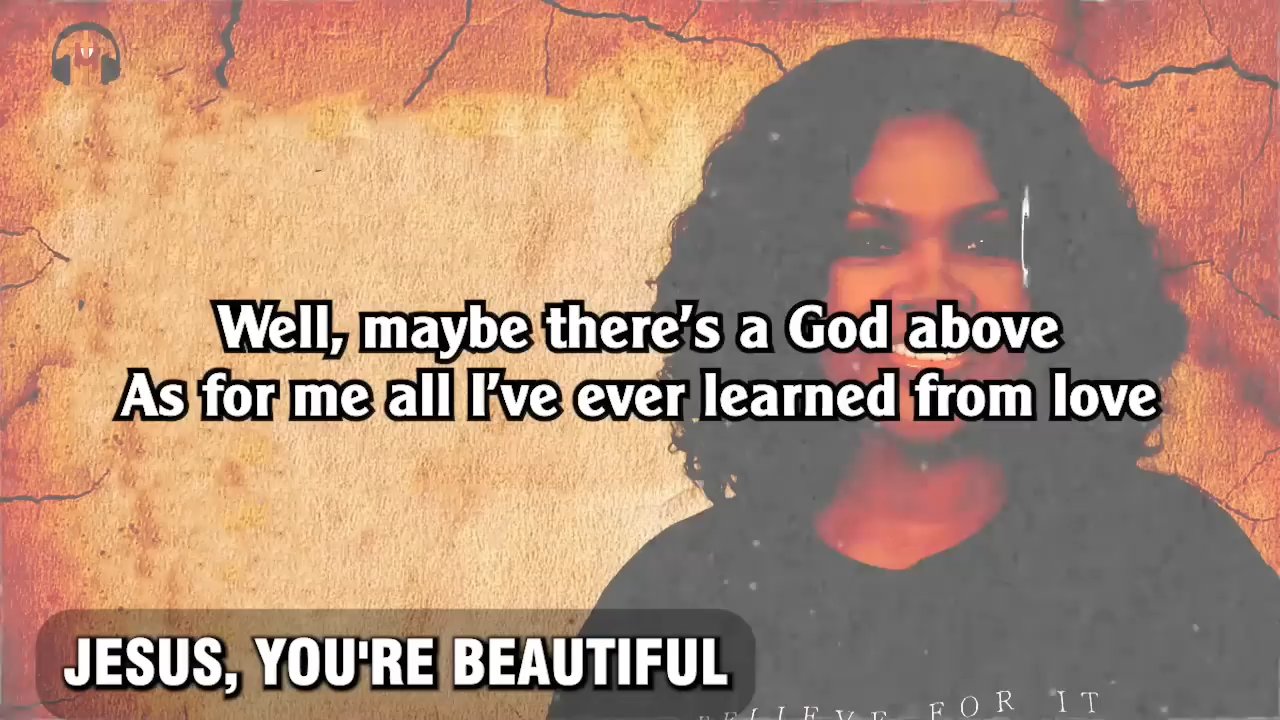 Well, maybe there's a God above
As for me all I've ever learned from love
JESUS, YOU'RE BEAUTIFUL
BELIEVE FOR IT